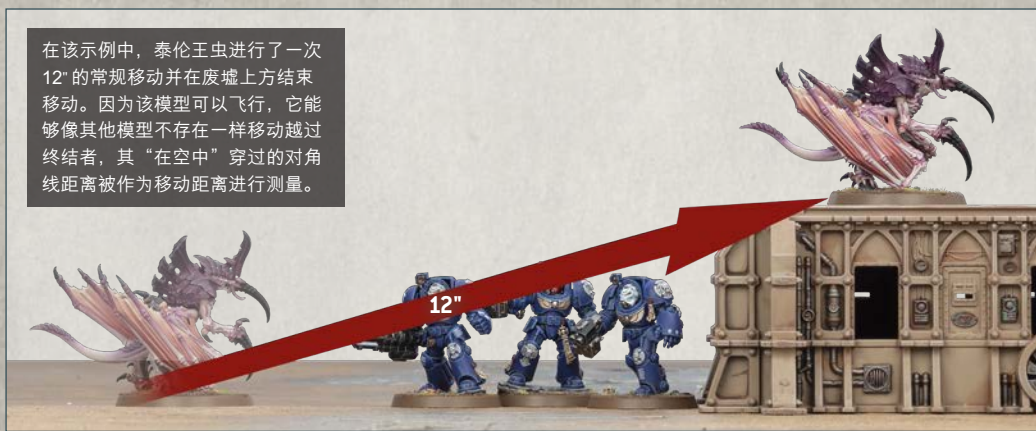 在该示例中，泰伦王虫进行了一次
12"的常规移动并在废墟上方结束
移动。因为该模型可以飞行，它能
够像其他模型不存在一样移动越过
终结者，其“在空中”穿过的对角
线距离被作为移动距离进行测量。
12"